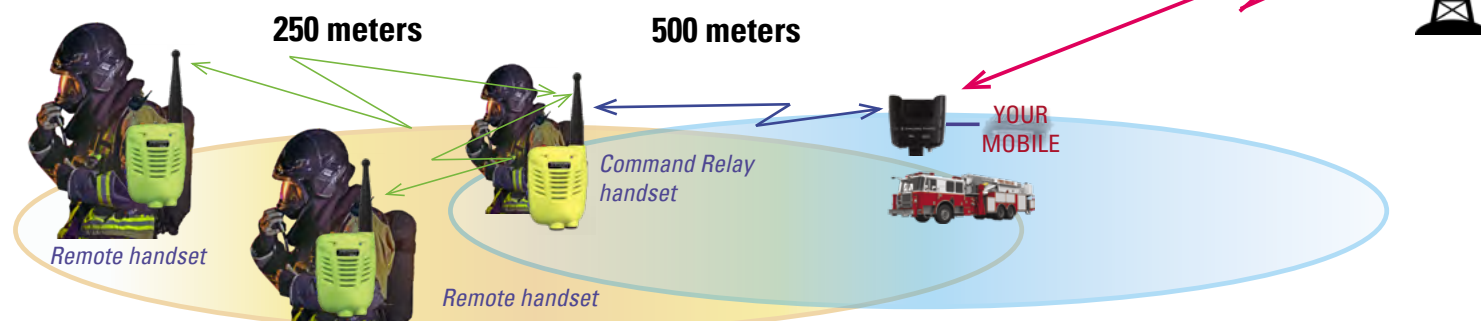 250 meters
500 meters
YOUR
MOBILE
Command Relay
handset
Remote handset
Remote handset